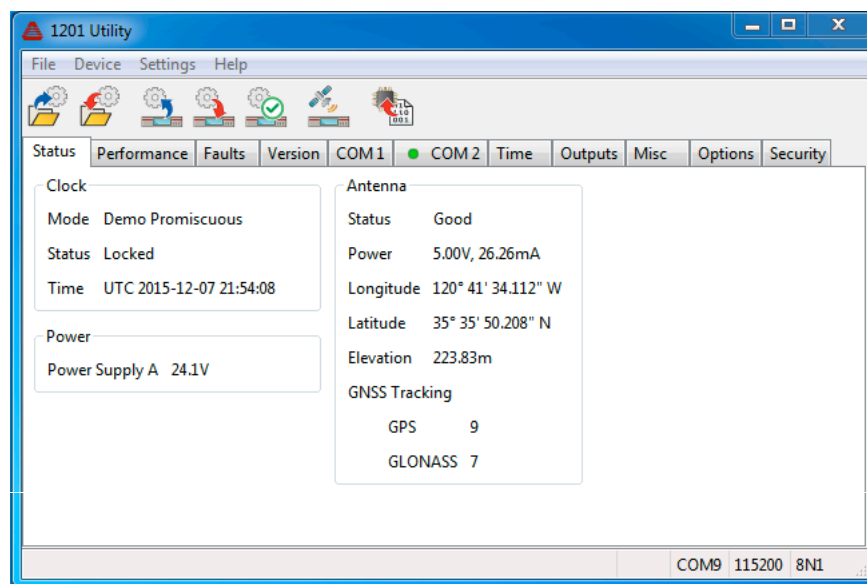 1201 Utility
File Device Settings Help
Status Performance Faults Version COM 1 COM 2 Time Outputs Misc Options Security
Clock
Mode Demo Promiscuous
Status Locked
Time UTC 2015-12-07 21:54:08
Power
Power Supply A 24.1V
Antenna
Status Good
Power 5.00V, 26.26mA
Longitude 120° 41' 34.112" W
Latitude 35° 35' 50.208" N
Elevation 223.83m
GNSS Tracking
GPS 9
GLONASS 7
COM9 115200 8N1